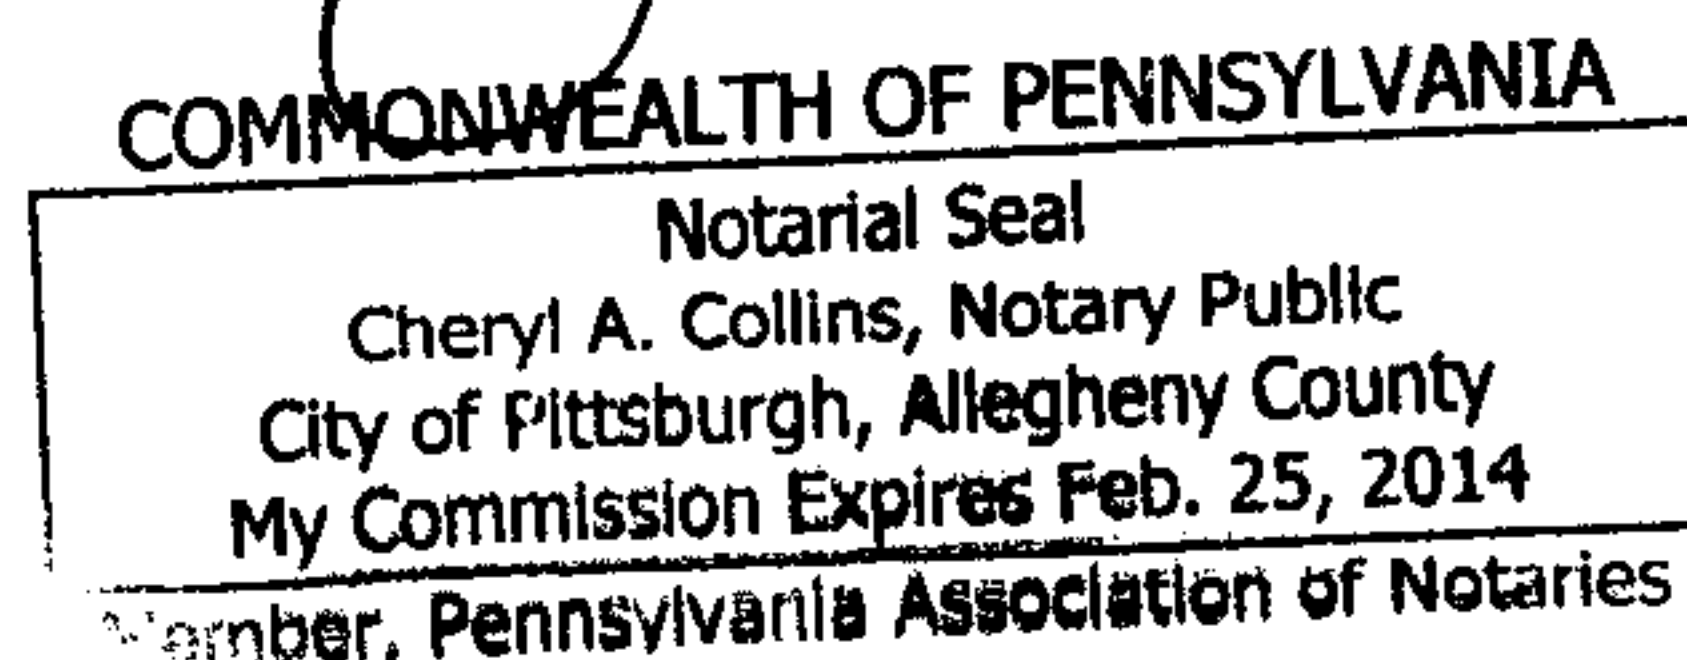 COMMONWEALTH OF PENNSYLVANIA
Notarial Seal
Cheryl A. Collins, Notary Public
City of Pittsburgh, Allegheny County
My Commission Expires Feb. 25, 2014
Member, Pennsylvania Association of Notaries